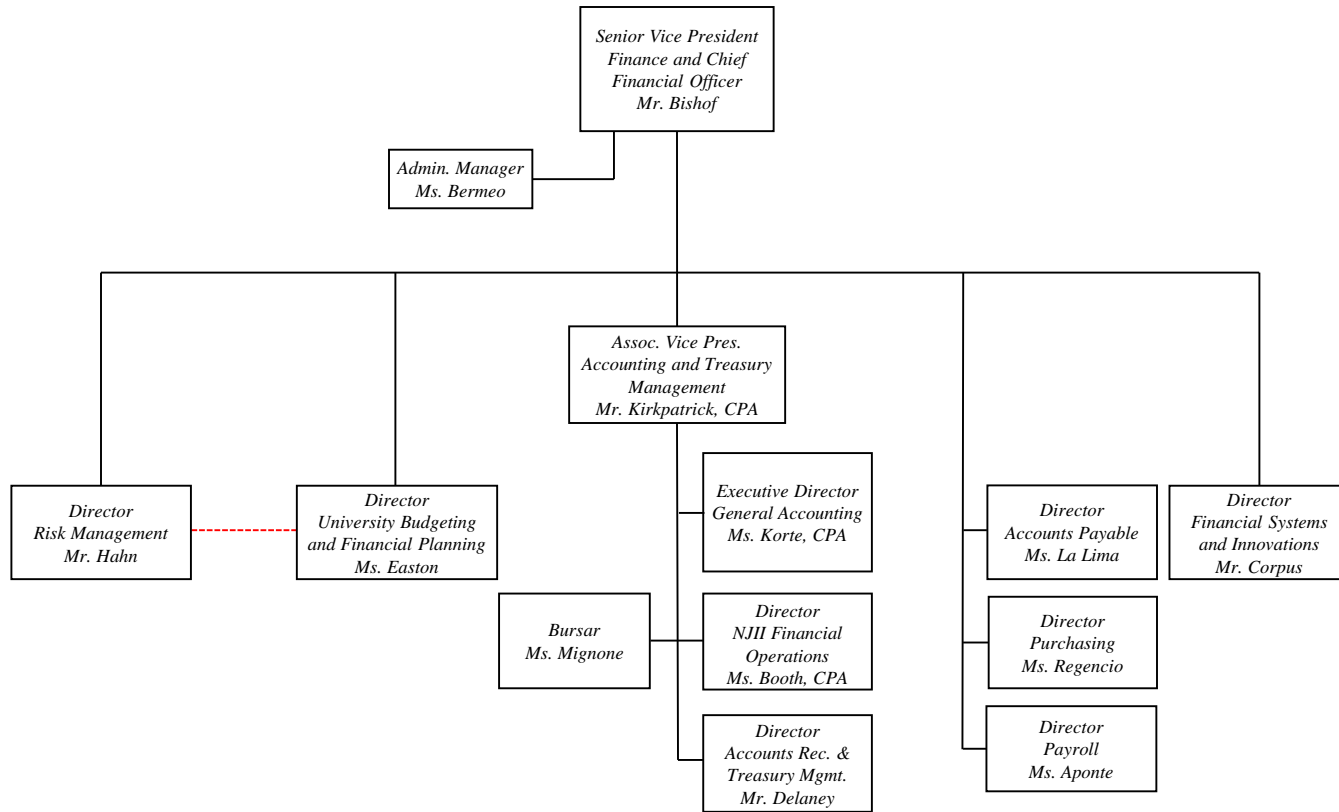 Senior Vice President
Finance and Chief
Financial Officer
Mr. Bishof
Admin. Manager
Ms. Bermeo
Assoc. Vice Pres.
Accounting and Treasury
Management
Mr. Kirkpatrick, CPA
Director
Risk Management
Mr. Hahn
Director
University Budgeting
and Financial Planning
Ms. Easton
Executive Director
General Accounting
Ms. Korte, CPA
Director
Accounts Payable
Ms. La Lima
Director
Financial Systems
and Innovations
Mr. Corpus
Bursar
Ms. Mignone
Director
NJII Financial
Operations
Ms. Booth, CPA
Director
Purchasing
Ms. Regencio
Director
Accounts Rec. &
Treasury Mgmt.
Mr. Delaney
Director
Payroll
Ms. Aponte